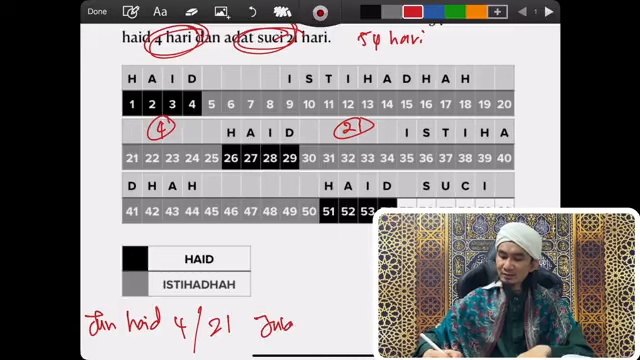 Done
Aa
1
haid 4 hari dan adat suci 21 hari. 54 hari
H A I D I S T I H A D H A H
1 2 3 4 5 6 7 8 9 10 11 12 13 14 15 16 17 18 19 20
4 H A I D 21 I S T I H A
21 22 23 24 25 26 27 28 29 30 31 32 33 34 35 36 37 38 39 40
D H A H H A I D S U C I
41 42 43 44 45 46 47 48 49 50 51 52 53
HAID
ISTIHADHAH
Jun haid 4/21